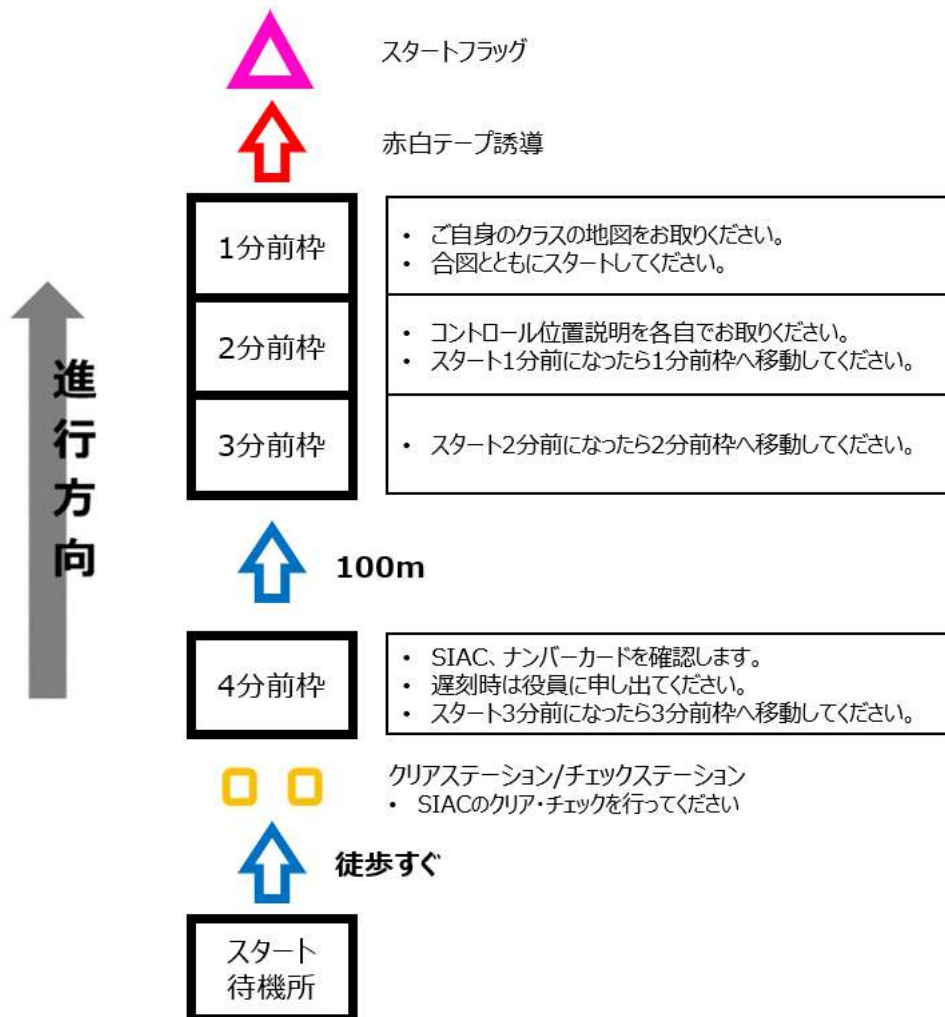 スタートフラッグ
赤白テープ誘導
1分前枠
・ ご自身のクラスの地図をお取りください。
・ 合図とともにスタートしてください。
2分前枠
・ コントロール位置説明を各自でお取りください。
・ スタート1分前になったら1分前枠へ移動してください。
3分前枠
・ スタート2分前になったら2分前枠へ移動してください。
進行方向
100m
4分前枠
・ SIAC、ナンバーカードを確認します。
・ 遅刻時は役員に申し出てください。
・ スタート3分前になったら3分前枠へ移動してください。
クリアステーション/チェックステーション
・ SIACのクリア・チェックを行ってください
徒歩すぐ
スタート
待機所